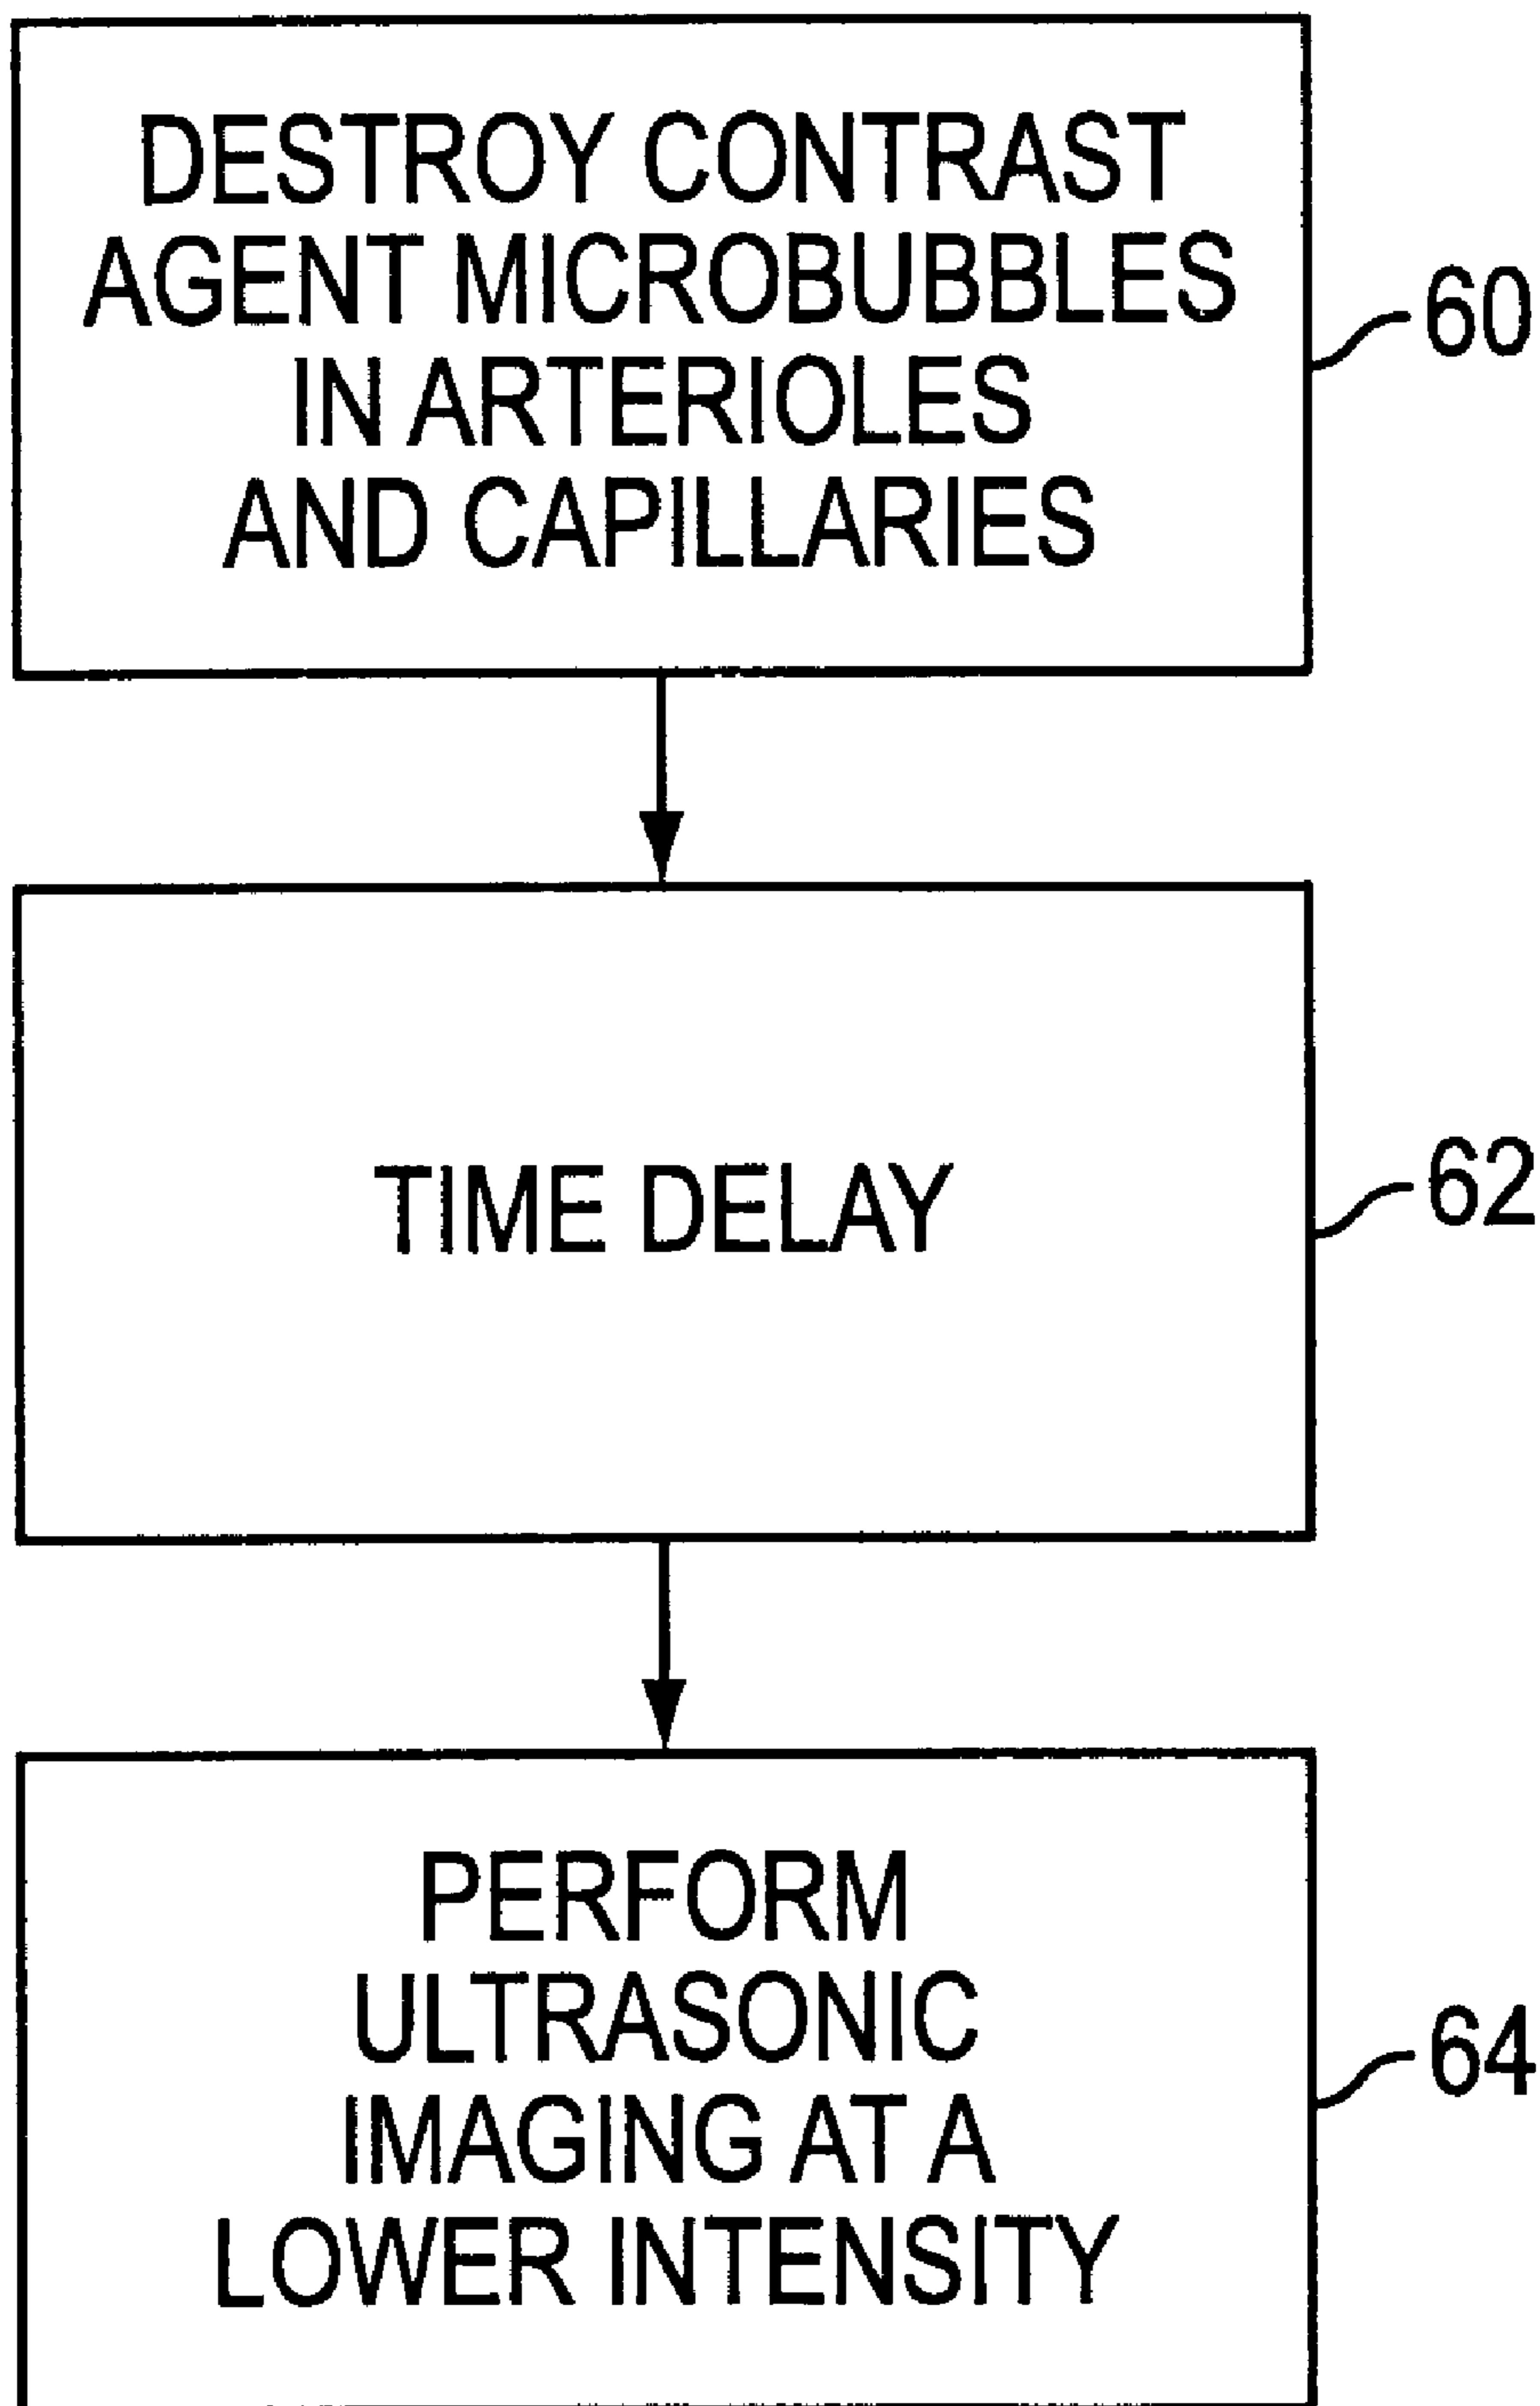 DESTROY CONTRAST
AGENT MICROBUBBLES
IN ARTERIOLES
AND CAPILLARIES
60
TIME DELAY
62
PERFORM
ULTRASONIC
IMAGING AT A
LOWER INTENSITY
64